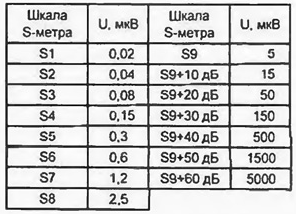 Шкала S-метра | U, мкВ | Шкала S-метра | U, мкВ
S1 | 0,02 | S9 | 5
S2 | 0,04 | S9+10 дБ | 15
S3 | 0,08 | S9+20 дБ | 50
S4 | 0,15 | S9+30 дБ | 150
S5 | 0,3 | S9+40 дБ | 500
S6 | 0,6 | S9+50 дБ | 1500
S7 | 1,2 | S9+60 дБ | 5000
S8 | 2,5